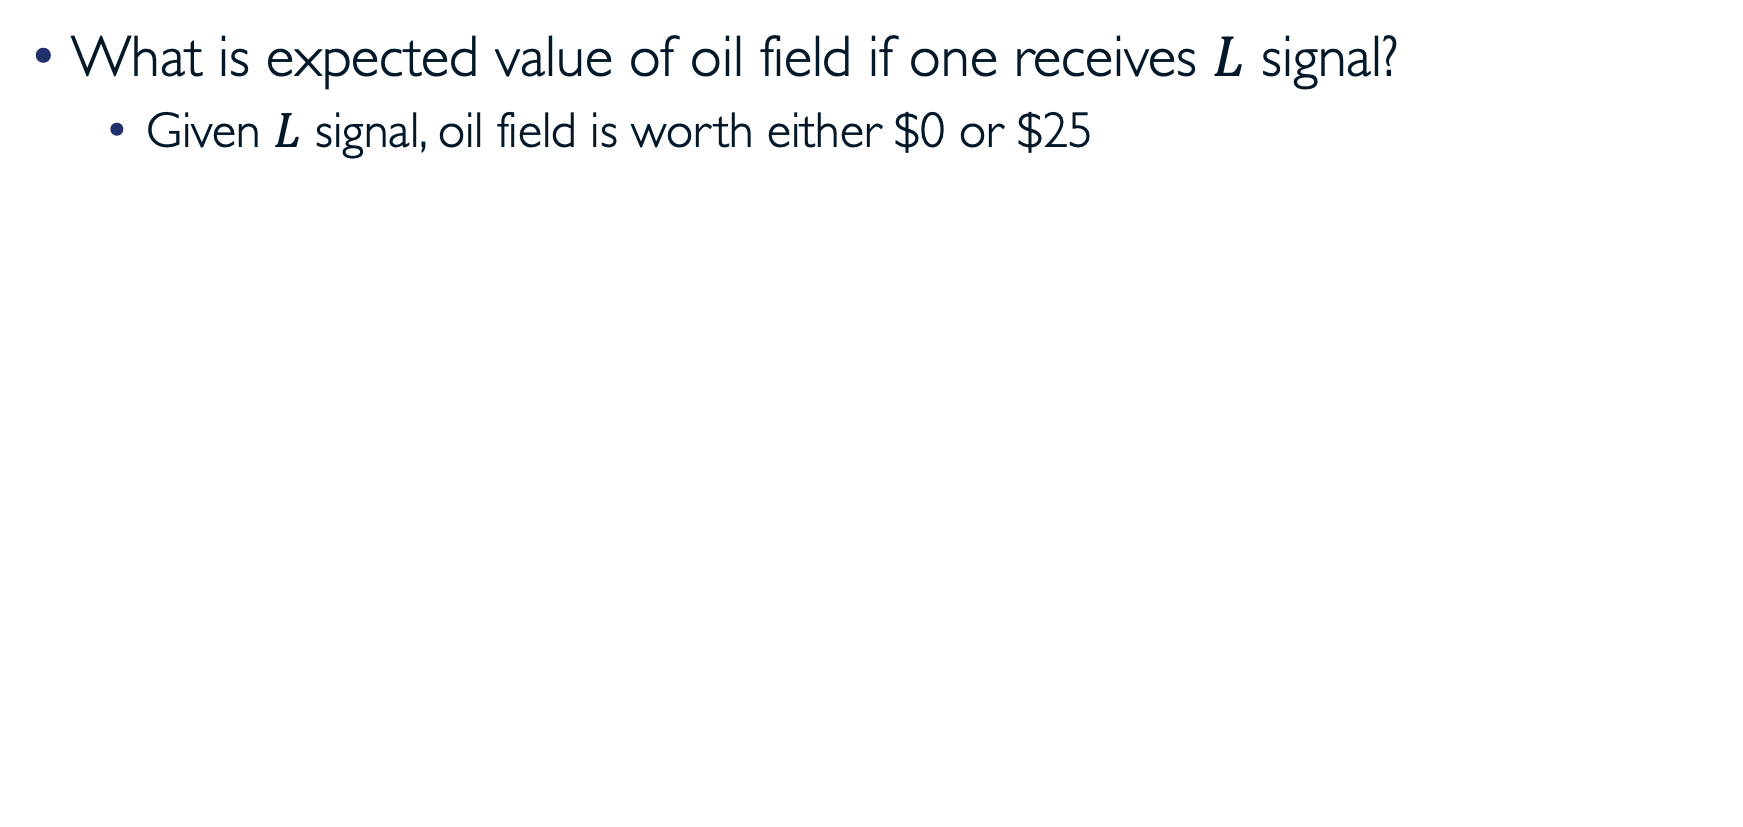 • What is expected value of oil field if one receives L signal?
• Given L signal, oil field is worth either $0 or $25